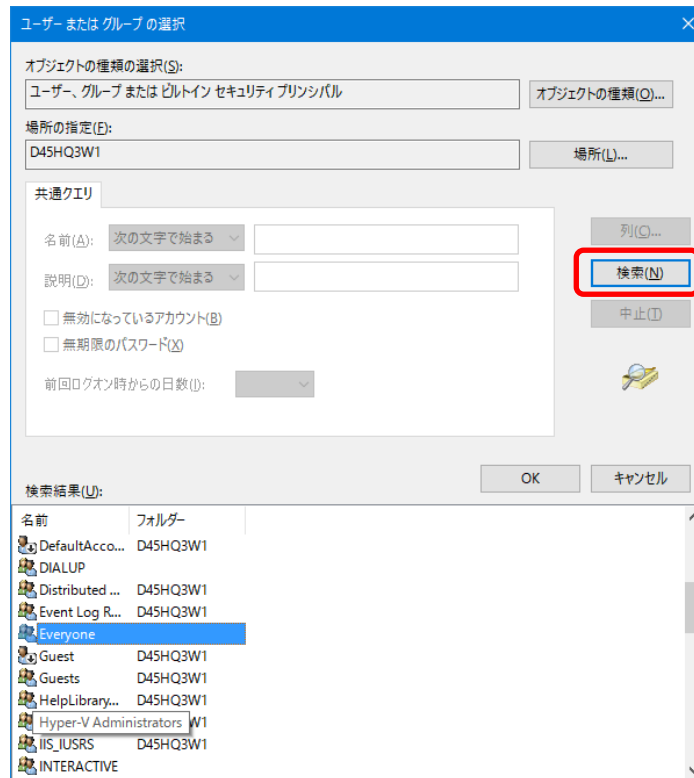 ユーザー または グループ の選択
オブジェクトの種類の選択(S):
ユーザー、グループ または ビルトイン セキュリティ プリンシパル
オブジェクトの種類(O)...
場所の指定(F):
D45HQ3W1
場所(L)...
共通クエリ
名前(A): 次の文字で始まる
列(C)...
説明(D): 次の文字で始まる
検索(N)
無効になっているアカウント(B)
中止(T)
無期限のパスワード(X)
前回ログオン時からの日数(I):
OK キャンセル
検索結果(U):
名前 フォルダー
DefaultAcco... D45HQ3W1
DIALUP
Distributed ... D45HQ3W1
Event Log R... D45HQ3W1
Everyone
Guest D45HQ3W1
Guests D45HQ3W1
HelpLibrary... D45HQ3W1
Hyper-V Administrators W1
IIS_IUSRS D45HQ3W1
INTERACTIVE